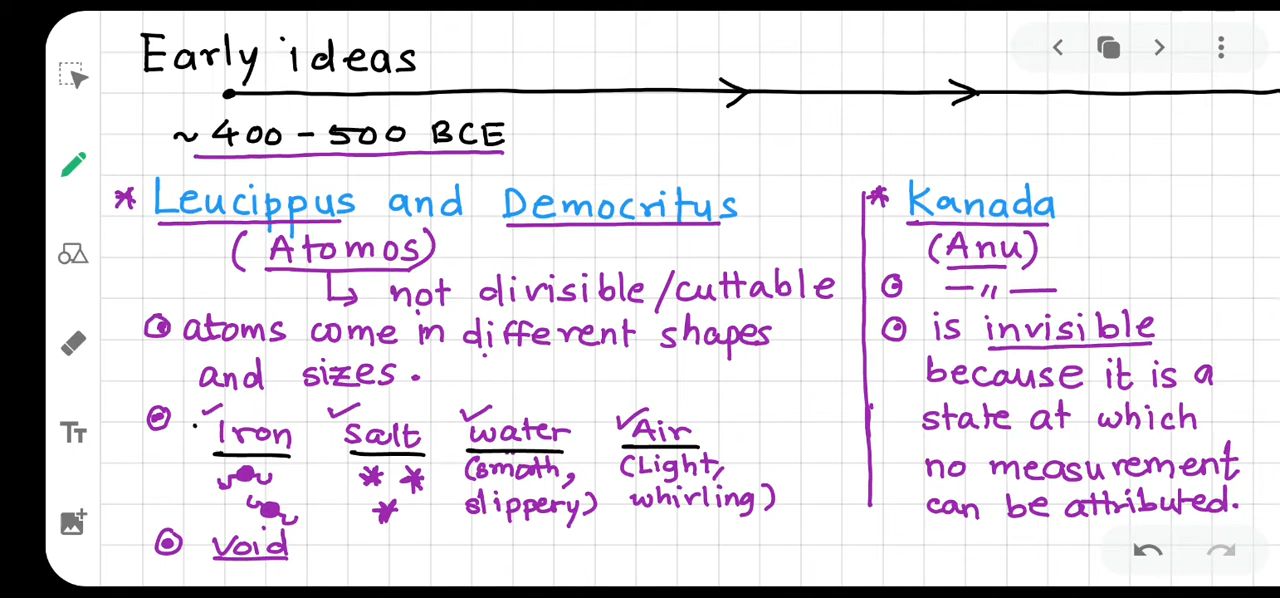 Early ideas
~ 400 - 500 BCE
* Leucippus and Democritus
(Atomos)
↳ not divisible/cuttable
atoms come in different shapes
and sizes.
✓ Iron ✓ Salt ✓ water ✓ Air
(smoth, (Light,
slippery) whirling)
Void
* Kanada
(Anu)
— " —
is invisible
because it is a
state at which
no measurement
can be attributed.
TT